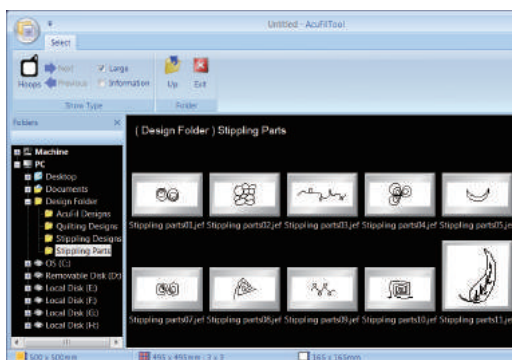 Untitled - AcuFilTool
Select
Hoops
Next
Previous
Large
Information
Up
Exit
Show Type
Folder
Folders
( Design Folder ) Stippling Parts
Machine
PC
Desktop
Documents
Design Folder
AcuFil Designs
Quilting Designs
Stippling Designs
Stippling Parts
OS (C:)
Removable Disk (D:)
Local Disk (E:)
Local Disk (F:)
Local Disk (G:)
Local Disk (H:)
Stippling parts01.jef Stippling parts02.jef Stippling parts03.jef Stippling parts04.jef Stippling parts05.jef
Stippling parts07.jef Stippling parts08.jef Stippling parts09.jef Stippling parts10.jef Stippling parts11.jef
500 x 500mm
495 x 495mm : 3 x 3
165 x 165mm